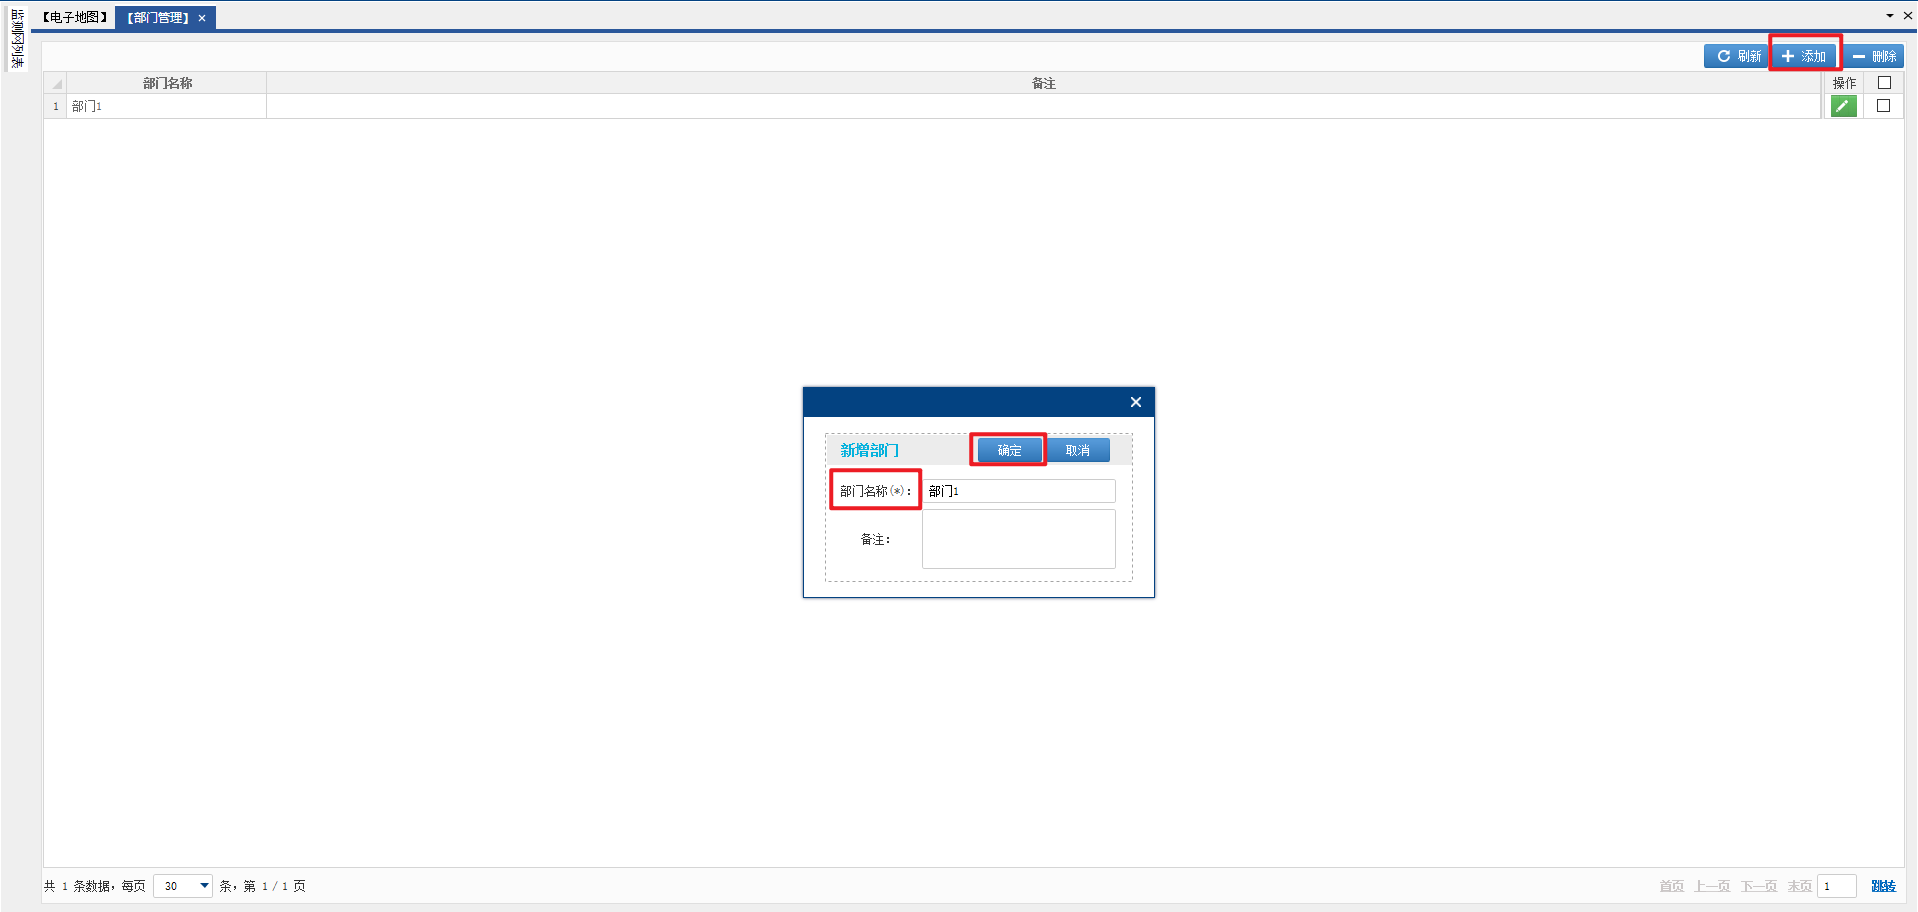 监测网列表
【电子地图】 【部门管理】 ×
刷新 添加 删除
部门名称 备注 操作
1 部门1
新增部门 确定 取消
部门名称(*): 部门1
备注:
共 1 条数据，每页 30 条，第 1 / 1 页 首页 上一页 下一页 末页 1 跳转